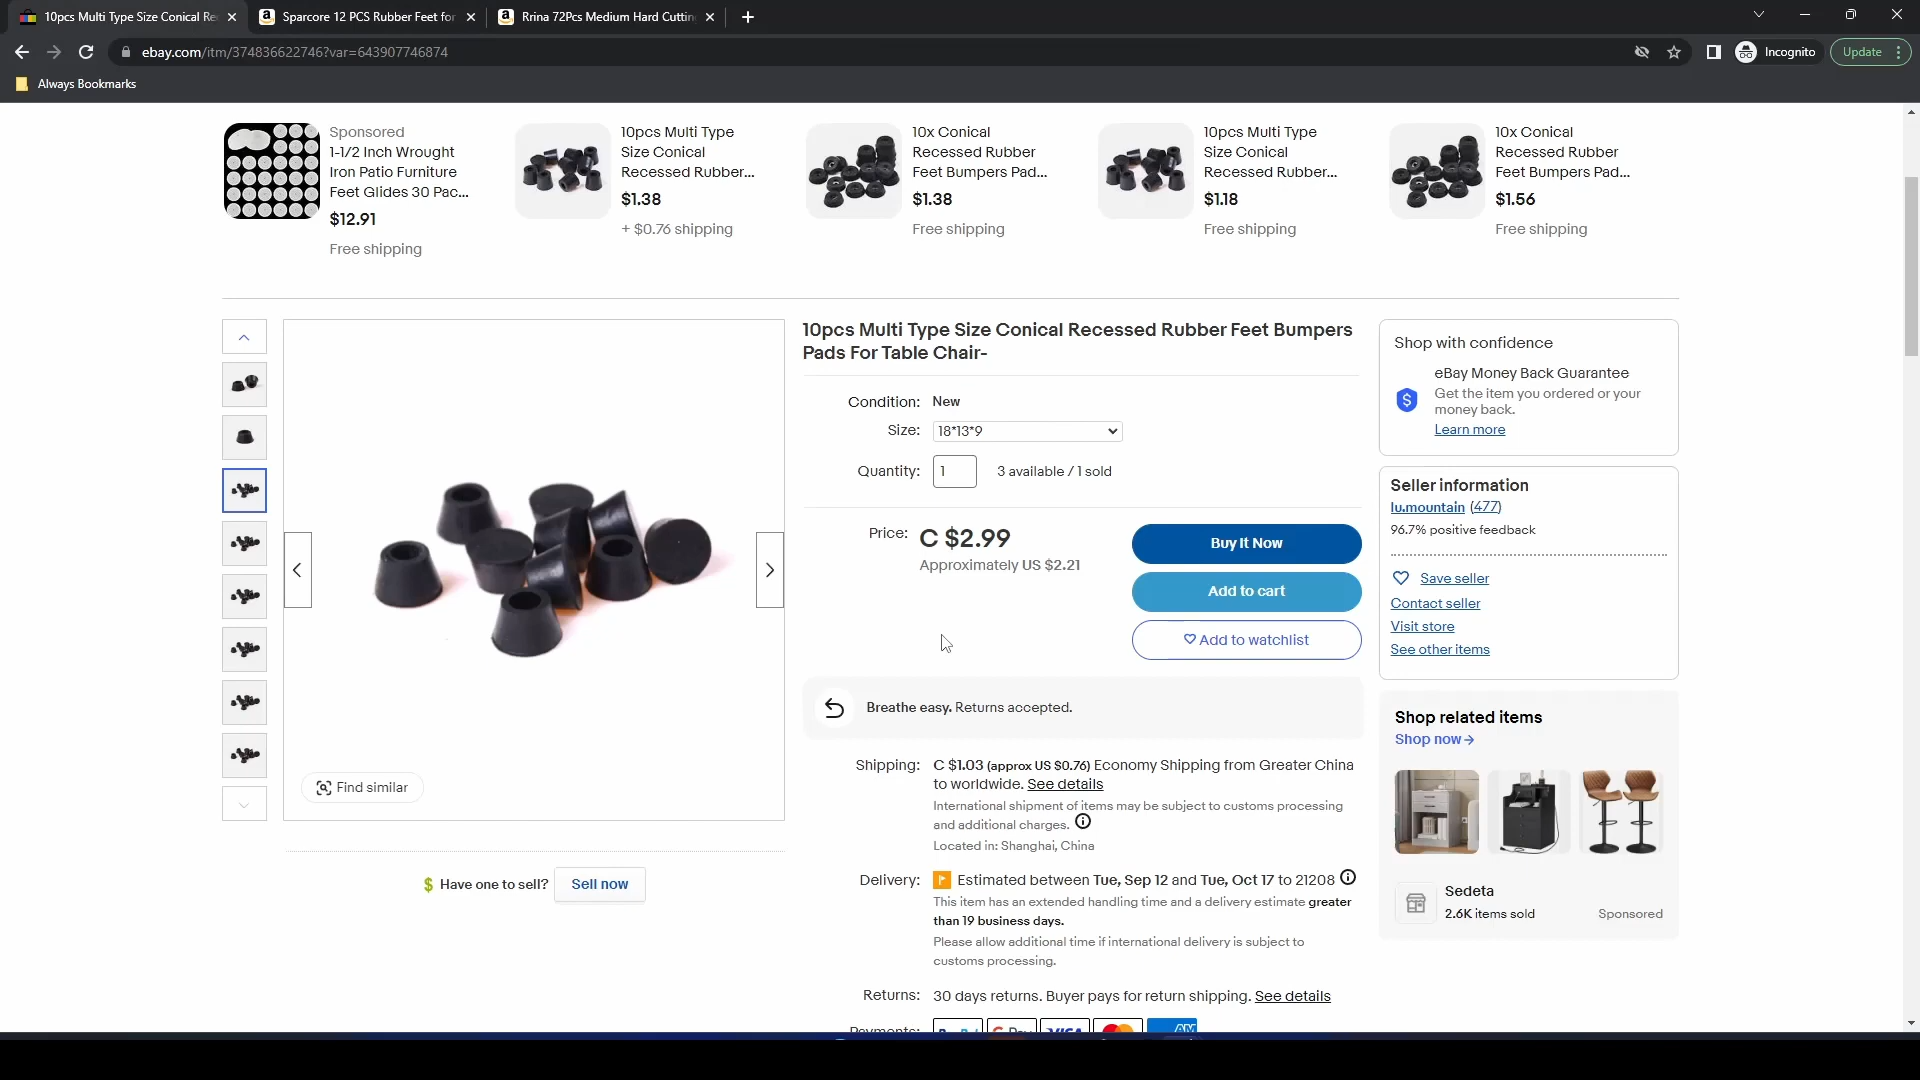 10pcs Multi Type Size Conical Re
Sparcore 12 PCS Rubber Feet for
Rrina 72Pcs Medium Hard Cuttin
ebay.com/itm/374836622746?var=643907746874
Incognito
Update
Always Bookmarks
Sponsored
1-1/2 Inch Wrought
Iron Patio Furniture
Feet Glides 30 Pac...
$12.91
Free shipping
10pcs Multi Type
Size Conical
Recessed Rubber...
$1.38
+ $0.76 shipping
10x Conical
Recessed Rubber
Feet Bumpers Pad...
$1.38
Free shipping
10pcs Multi Type
Size Conical
Recessed Rubber...
$1.18
Free shipping
10x Conical
Recessed Rubber
Feet Bumpers Pad...
$1.56
Free shipping
10pcs Multi Type Size Conical Recessed Rubber Feet Bumpers
Pads For Table Chair-
Condition: New
Size: 18*13*9
Quantity: 1 3 available / 1 sold
Price: C $2.99
Approximately US $2.21
Buy It Now
Add to cart
Add to watchlist
Breathe easy. Returns accepted.
Shipping: C $1.03 (approx US $0.76) Economy Shipping from Greater China
to worldwide. See details
International shipment of items may be subject to customs processing
and additional charges.
Located in: Shanghai, China
Delivery: Estimated between Tue, Sep 12 and Tue, Oct 17 to 21208
This item has an extended handling time and a delivery estimate greater
than 19 business days.
Please allow additional time if international delivery is subject to
customs processing.
Returns: 30 days returns. Buyer pays for return shipping. See details
Payments:
VISA
Find similar
Have one to sell? Sell now
Shop with confidence
eBay Money Back Guarantee
Get the item you ordered or your
money back.
Learn more
Seller information
lu.mountain (477)
96.7% positive feedback
Save seller
Contact seller
Visit store
See other items
Shop related items
Shop now
Sedeta
2.6K items sold
Sponsored